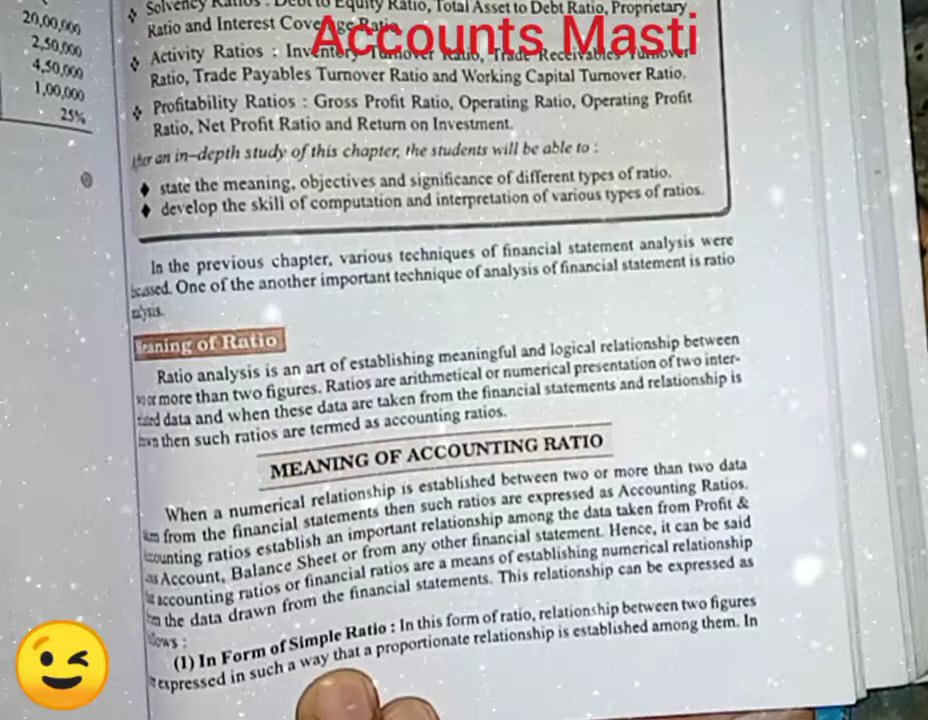 20,00,000
2,50,000
4,50,000
1,00,000
25%
Accounts Masti
Solvency Ratios : Debt to Equity Ratio, Total Asset to Debt Ratio, Proprietary
Ratio and Interest Coverage Ratio
Activity Ratios : Inventory Turnover Ratio, Trade Receivables Turnover
Ratio, Trade Payables Turnover Ratio and Working Capital Turnover Ratio.
Profitability Ratios : Gross Profit Ratio, Operating Ratio, Operating Profit
Ratio, Net Profit Ratio and Return on Investment.
an in-depth study of this chapter, the students will be able to :
state the meaning, objectives and significance of different types of ratio.
develop the skill of computation and interpretation of various types of ratios.
In the previous chapter, various techniques of financial statement analysis were
One of the another important technique of analysis of financial statement is ratio
Meaning of Ratio
Ratio analysis is an art of establishing meaningful and logical relationship between
or more than two figures. Ratios are arithmetical or numerical presentation of two inter-
data and when these data are taken from the financial statements and relationship is
then such ratios are termed as accounting ratios.
MEANING OF ACCOUNTING RATIO
When a numerical relationship is established between two or more than two data
from the financial statements then such ratios are expressed as Accounting Ratios.
ratios establish an important relationship among the data taken from Profit &
Account, Balance Sheet or from any other financial statement. Hence, it can be said
accounting ratios or financial ratios are a means of establishing numerical relationship
the data drawn from the financial statements. This relationship can be expressed as
(1) In Form of Simple Ratio : In this form of ratio, relationship between two figures
expressed in such a way that a proportionate relationship is established among them. In